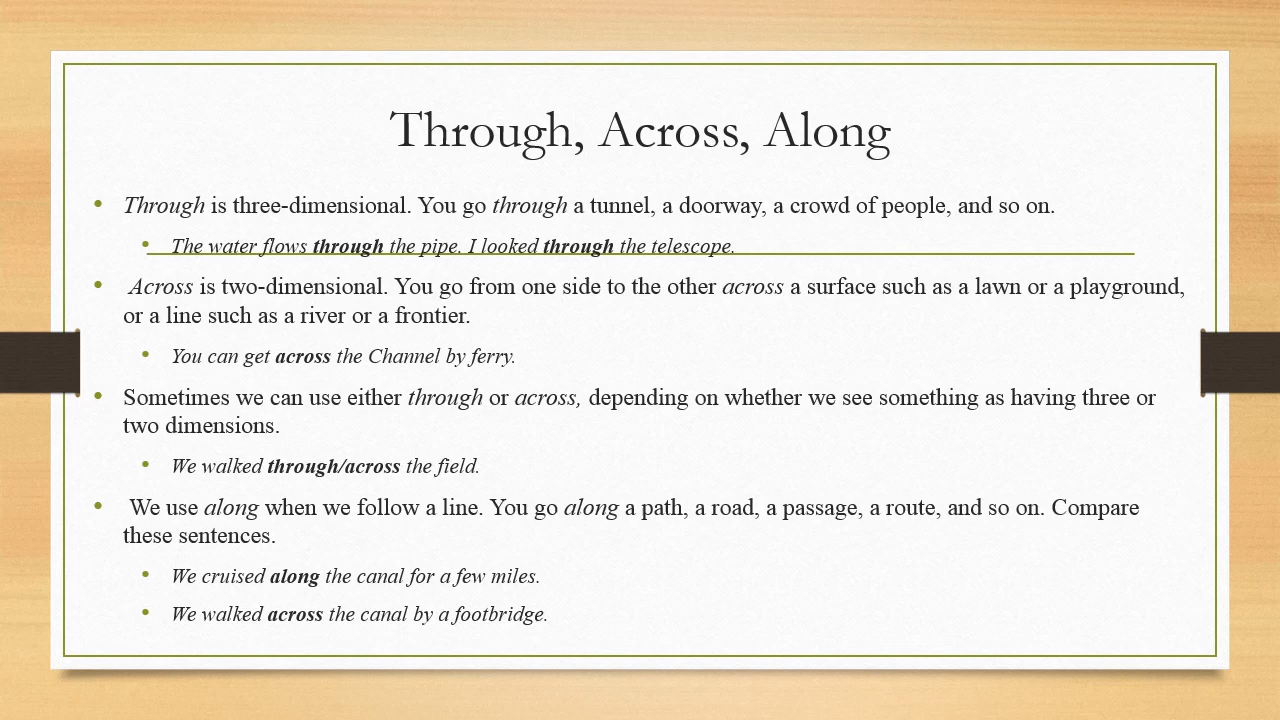 Through, Across, Along
• Through is three-dimensional. You go through a tunnel, a doorway, a crowd of people, and so on.
• The water flows through the pipe. I looked through the telescope.
• Across is two-dimensional. You go from one side to the other across a surface such as a lawn or a playground,
or a line such as a river or a frontier.
• You can get across the Channel by ferry.
• Sometimes we can use either through or across, depending on whether we see something as having three or
two dimensions.
• We walked through/across the field.
• We use along when we follow a line. You go along a path, a road, a passage, a route, and so on. Compare
these sentences.
• We cruised along the canal for a few miles.
• We walked across the canal by a footbridge.